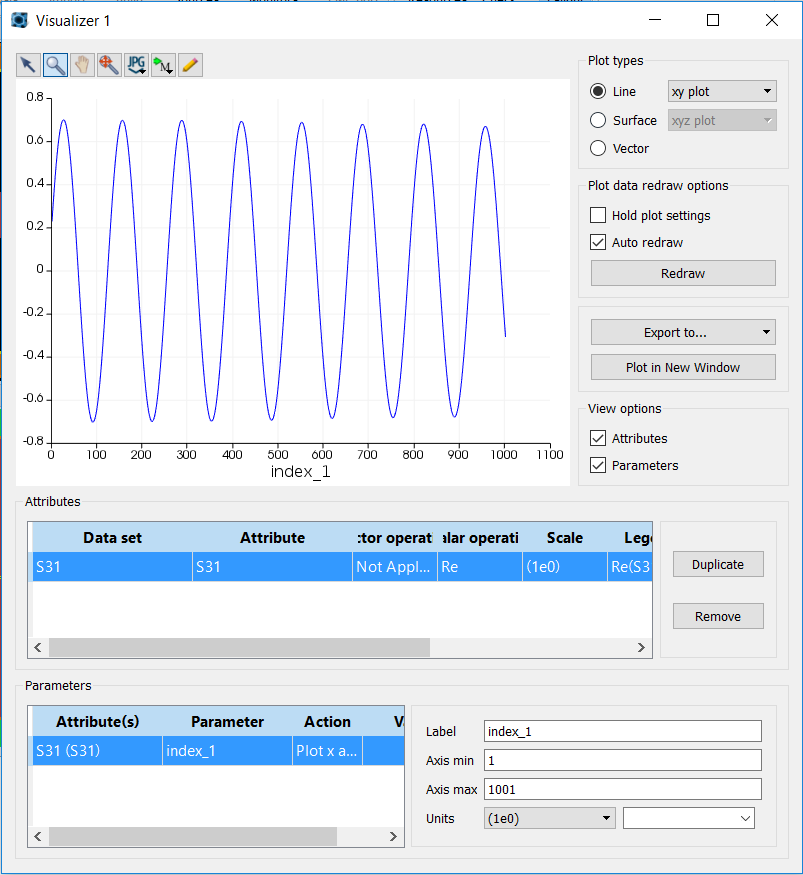 Visualizer 1
JPG
M
Plot types
Line
xy plot
Surface
xyz plot
Vector
Plot data redraw options
Hold plot settings
Auto redraw
Redraw
Export to...
Plot in New Window
View options
Attributes
Parameters
0.8
0.6
0.4
0.2
0
-0.2
-0.4
-0.6
-0.8
0 100 200 300 400 500 600 700 800 900 1000 1100
index_1
Attributes
Data set Attribute ctor operati alar operati Scale Lege
S31 S31 Not Appl... Re (1e0) Re(S3
Duplicate
Remove
Parameters
Attribute(s) Parameter Action V
S31 (S31) index_1 Plot x a...
Label index_1
Axis min 1
Axis max 1001
Units (1e0)